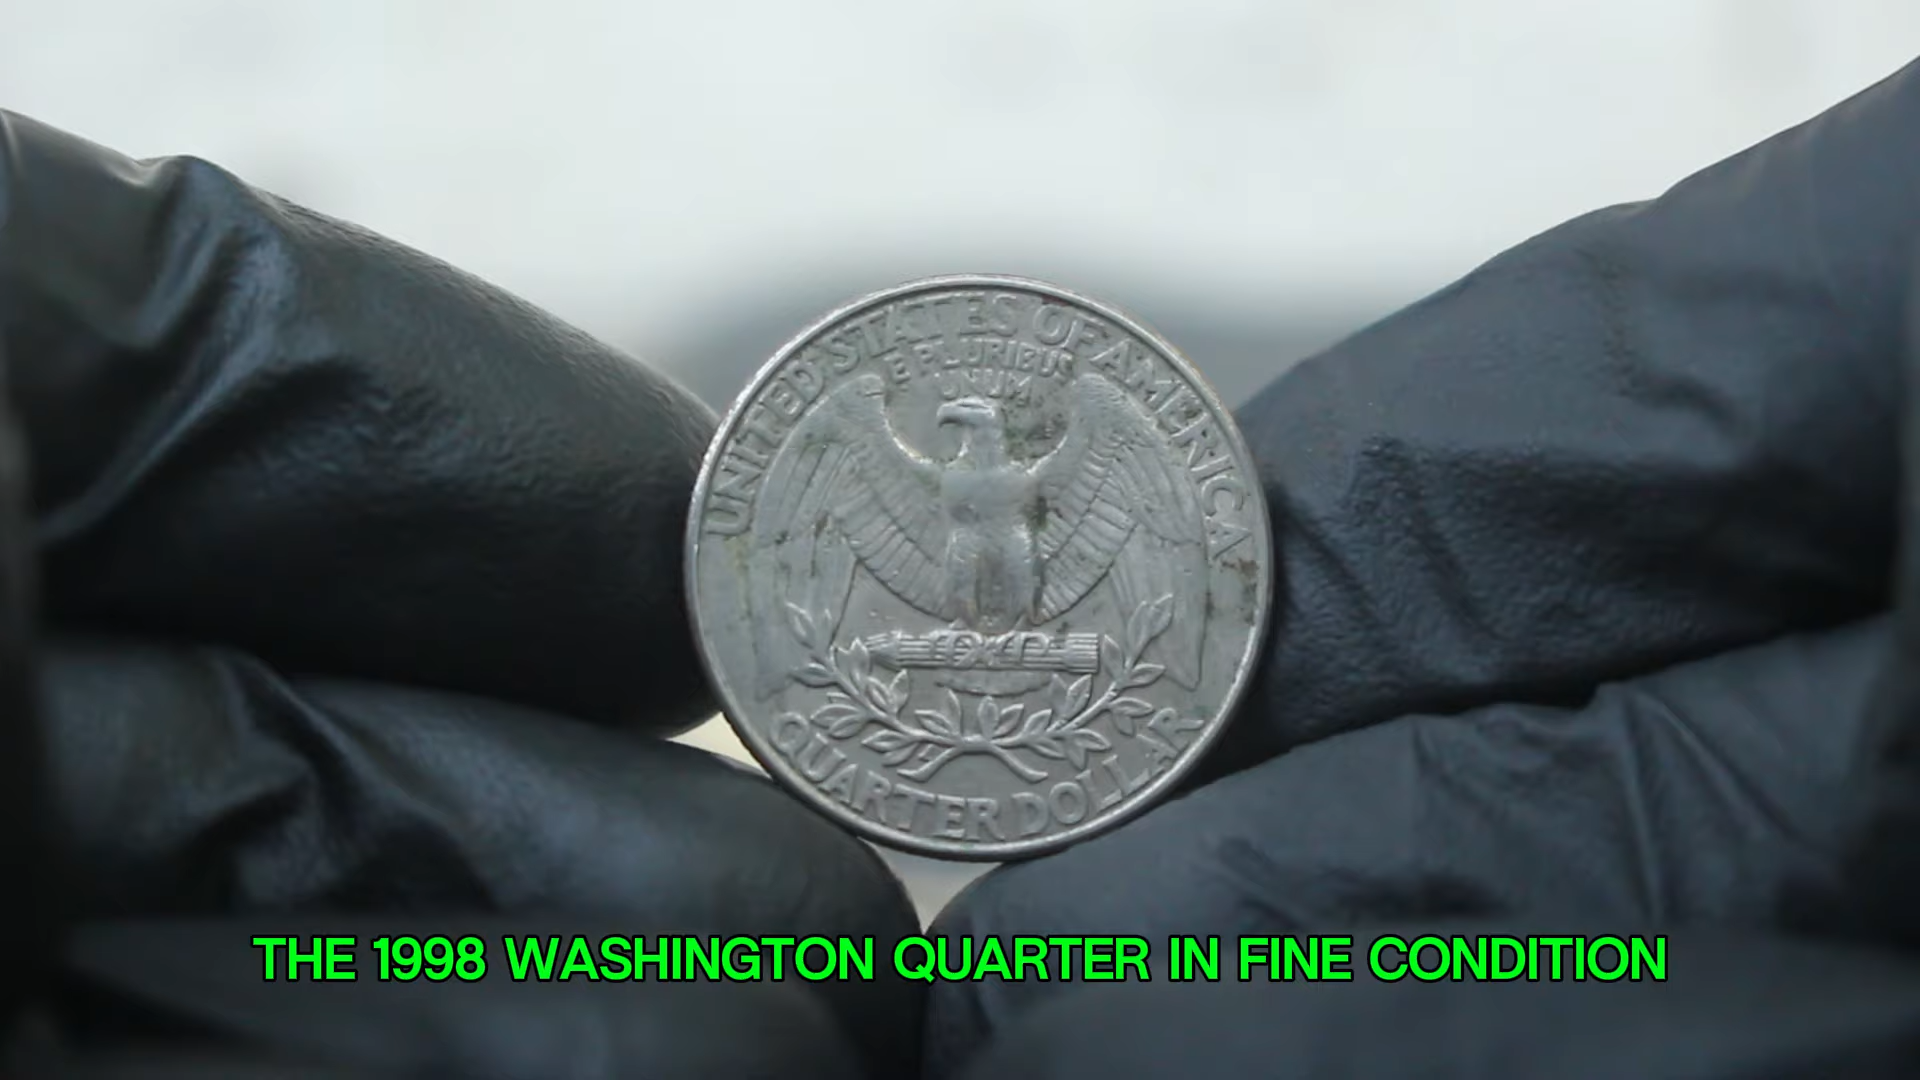 UNITED STATES OF AMERICA
E PLURIBUS
UNUM
QUARTER DOLLAR
THE 1998 WASHINGTON QUARTER IN FINE CONDITION